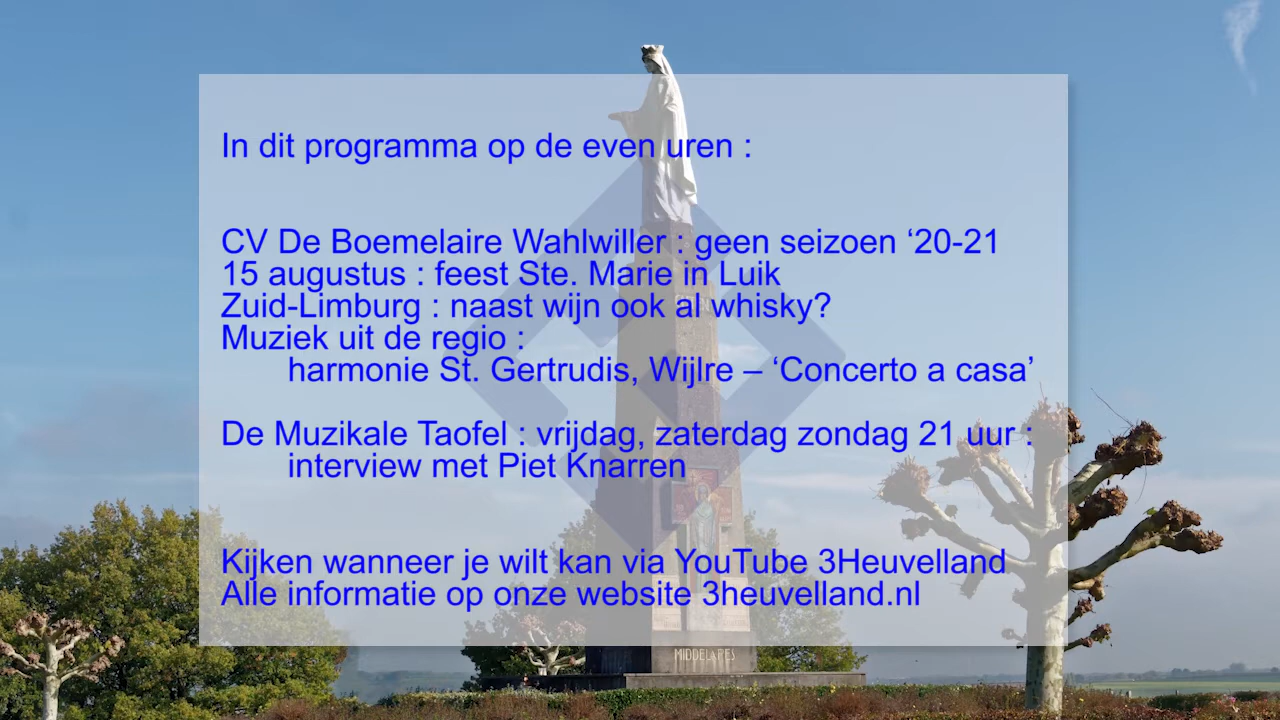 In dit programma op de even uren :
CV De Boemelaire Wahlwiller : geen seizoen ‘20-21
15 augustus : feest Ste. Marie in Luik
Zuid-Limburg : naast wijn ook al whisky?
Muziek uit de regio :
harmonie St. Gertrudis, Wijlre – ‘Concerto a casa’
De Muzikale Taofel : vrijdag, zaterdag zondag 21 uur :
interview met Piet Knarren
Kijken wanneer je wilt kan via YouTube 3Heuvelland
Alle informatie op onze website 3heuvelland.nl